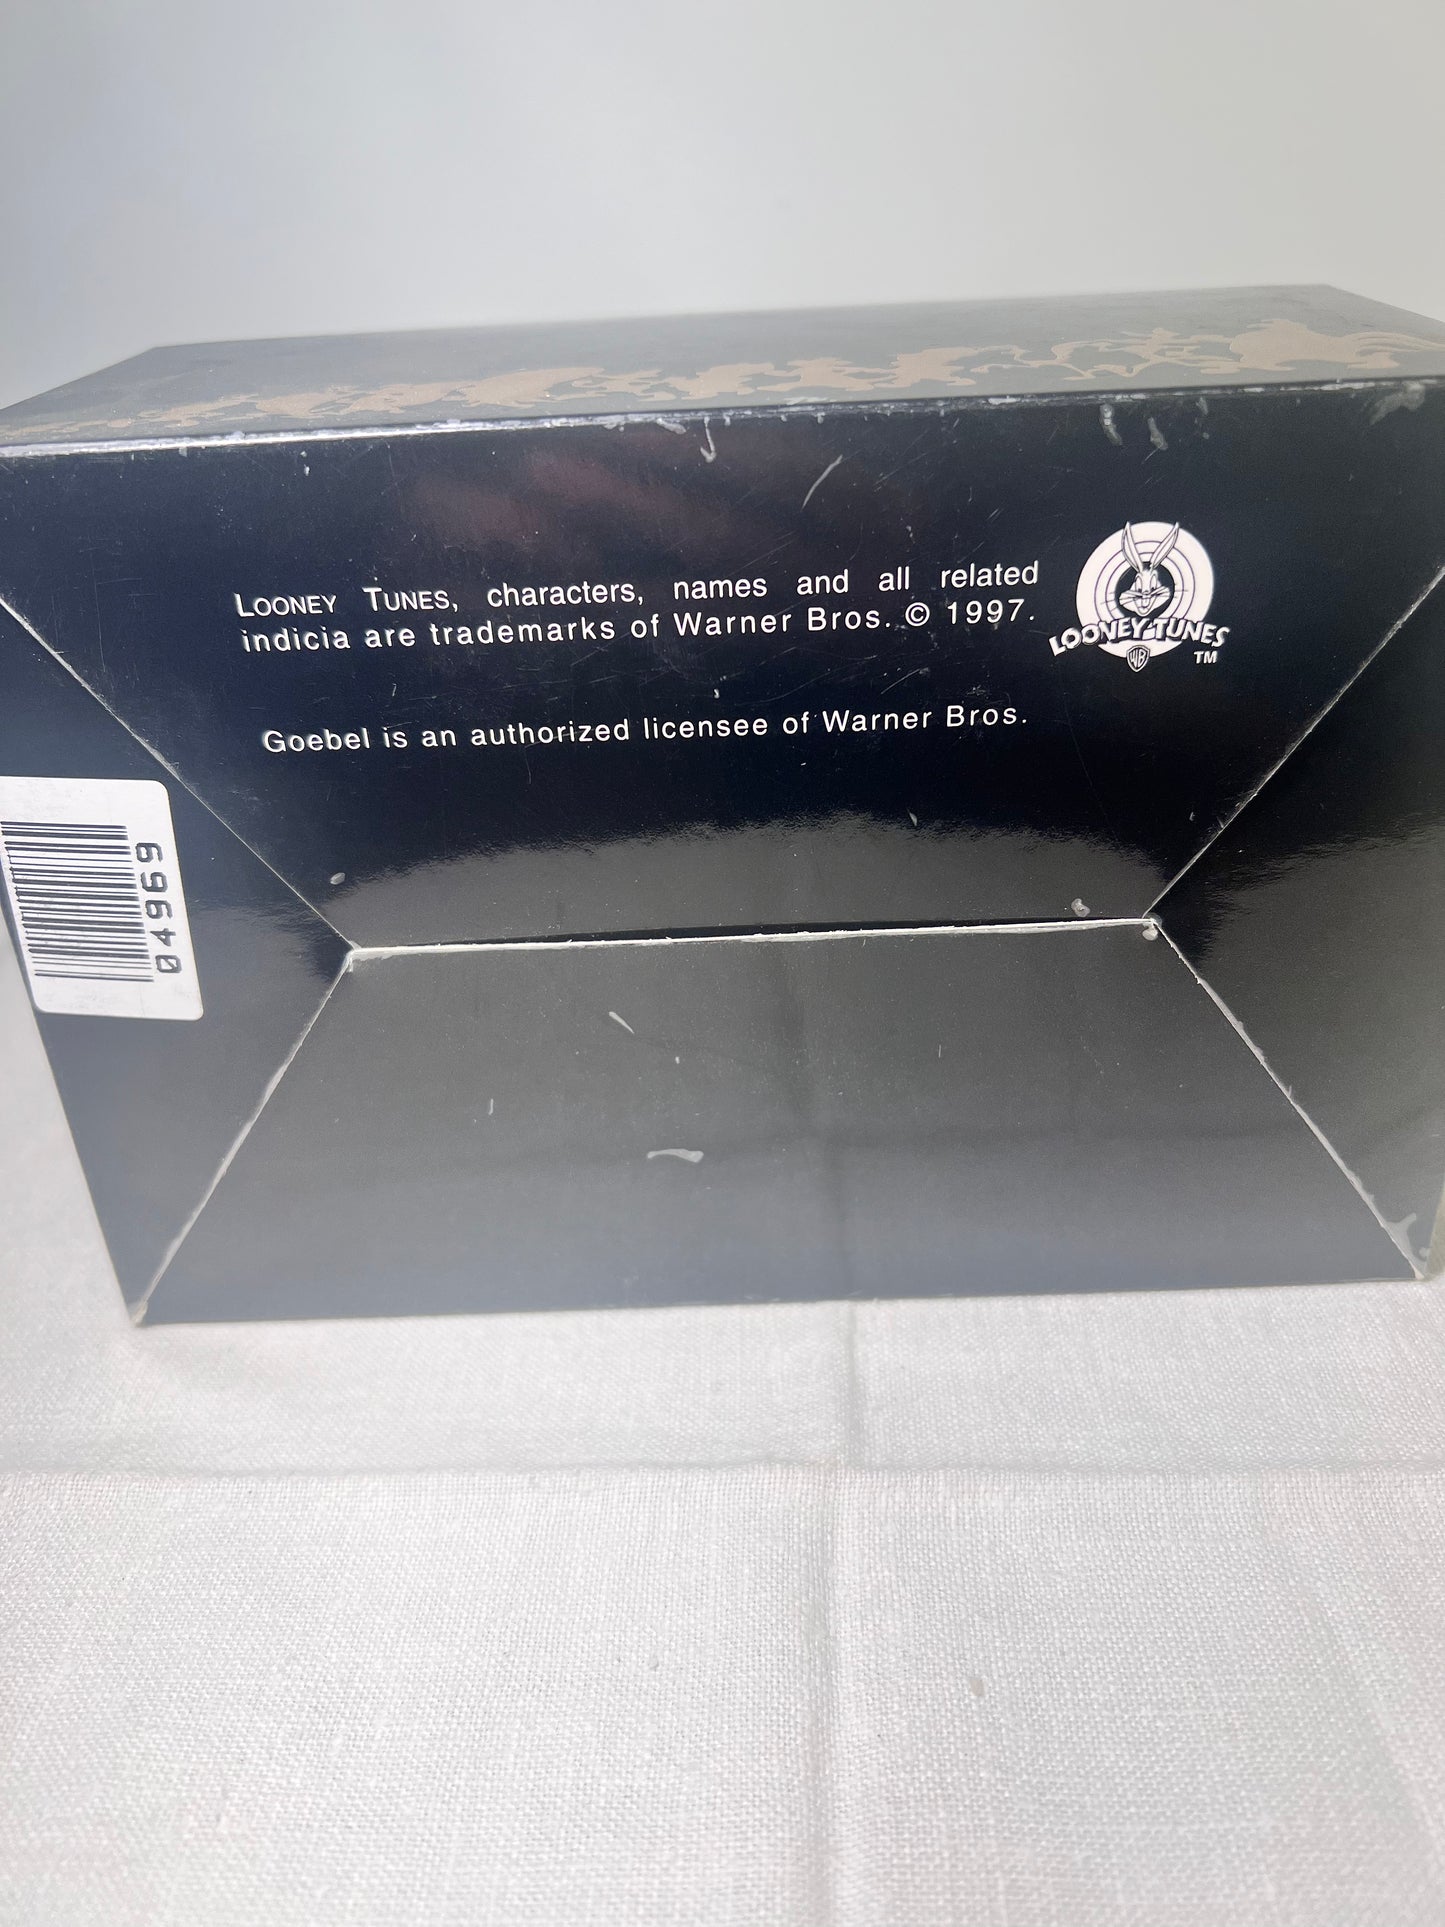 LOONEY TUNES, characters, names and all related
indicia are trademarks of Warner Bros. © 1997.
LOONEY TUNES
WB
TM
Goebel is an authorized licensee of Warner Bros.
04969